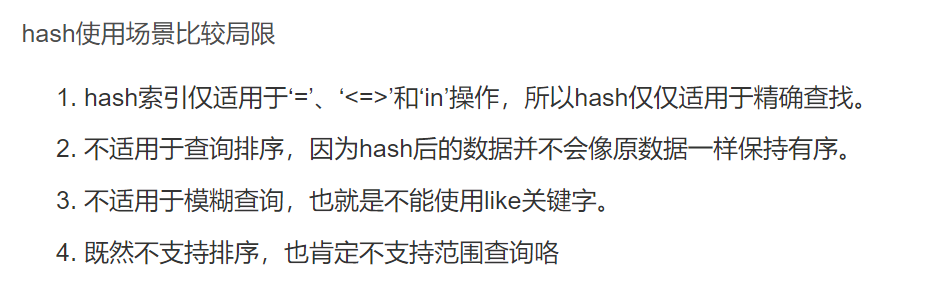 hash使用场景比较局限
1. hash索引仅适用于‘=’、‘<=>’和‘in’操作，所以hash仅仅适用于精确查找。
2. 不适用于查询排序，因为hash后的数据并不会像原数据一样保持有序。
3. 不适用于模糊查询，也就是不能使用like关键字。
4. 既然不支持排序，也肯定不支持范围查询咯